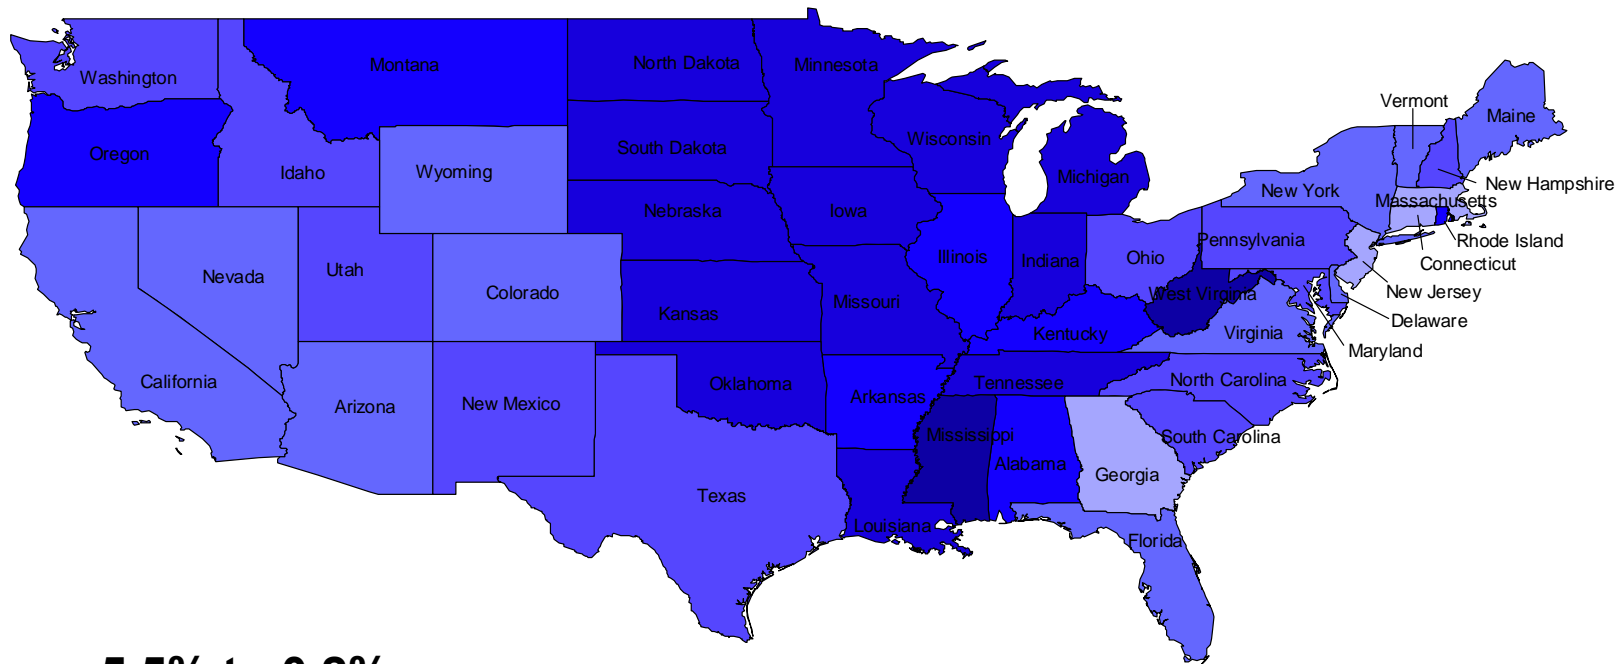 Washington
Montana
North Dakota
Minnesota
Vermont
Maine
Oregon
Idaho
Wyoming
South Dakota
Wisconsin
Michigan
New York
New Hampshire
Massachusetts
Nebraska
Iowa
Rhode Island
Pennsylvania
Connecticut
Nevada
Utah
Colorado
Illinois
Indiana
Ohio
West Virginia
New Jersey
Kansas
Missouri
Delaware
Kentucky
Virginia
Maryland
California
Arizona
New Mexico
Oklahoma
Arkansas
Tennessee
North Carolina
Mississippi
Alabama
South Carolina
Georgia
Texas
Louisiana
Florida